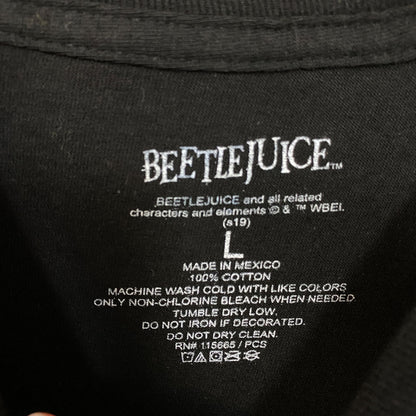 BEETLEJUICE™
BEETLEJUICE and all related
characters and elements © & ™ WBEI.
(s19)
L
MADE IN MEXICO
100% COTTON
MACHINE WASH COLD WITH LIKE COLORS
ONLY NON-CHLORINE BLEACH WHEN NEEDED
TUMBLE DRY LOW.
DO NOT IRON IF DECORATED.
DO NOT DRY CLEAN.
RN# 115665 / PCS